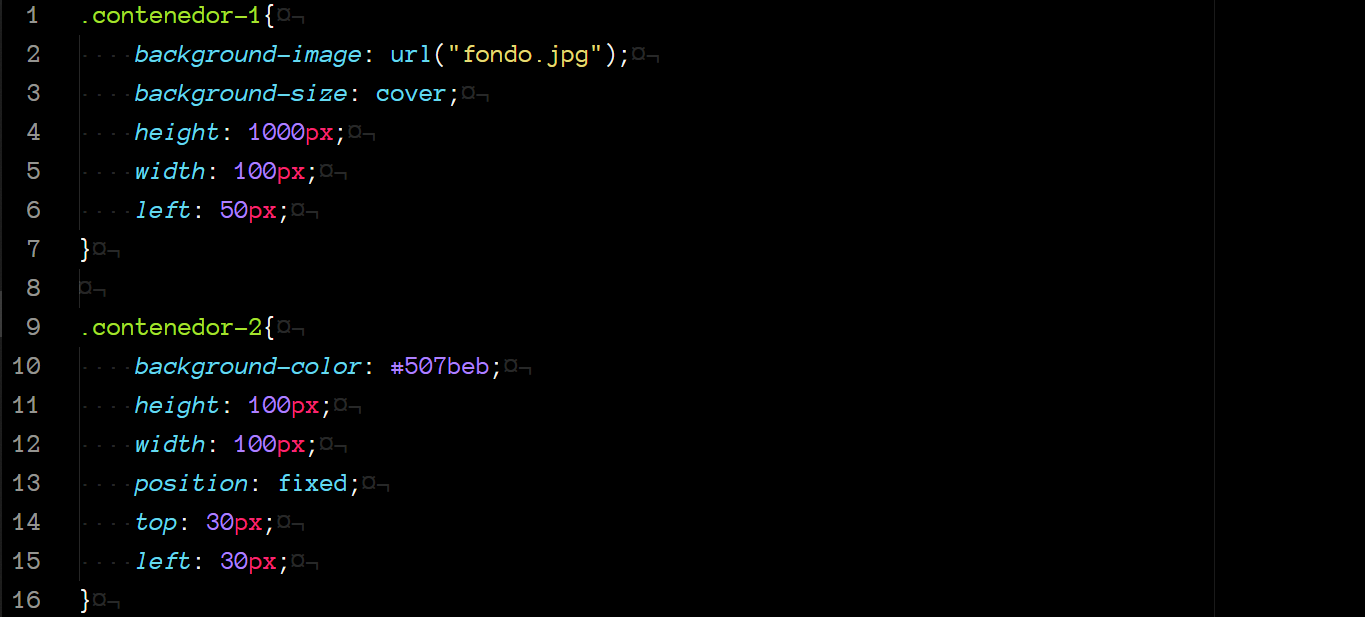 1 .contenedor-1{¤¬
2 ····background-image: url("fondo.jpg");¤¬
3 ····background-size: cover;¤¬
4 ····height: 1000px;¤¬
5 ····width: 100px;¤¬
6 ····left: 50px;¤¬
7 }¤¬
8 ¤¬
9 .contenedor-2{¤¬
10 ····background-color: #507beb;¤¬
11 ····height: 100px;¤¬
12 ····width: 100px;¤¬
13 ····position: fixed;¤¬
14 ····top: 30px;¤¬
15 ····left: 30px;¤¬
16 }¤¬